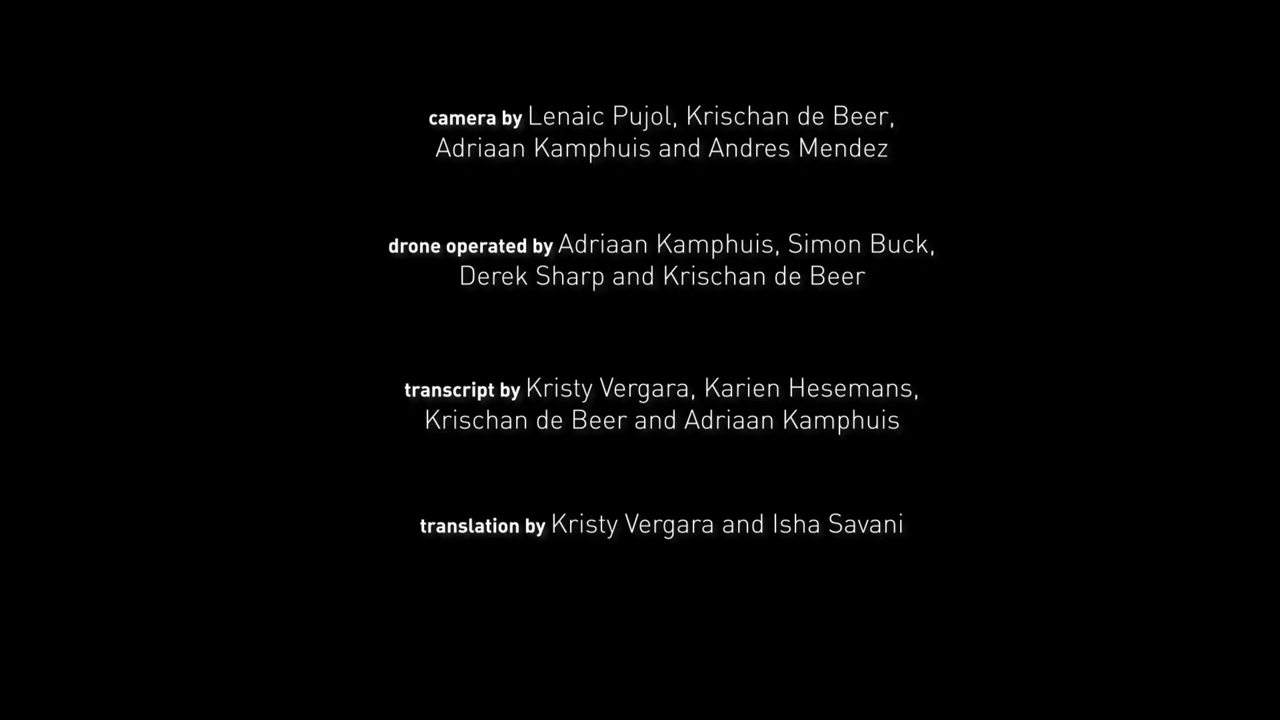 camera by Lenaic Pujol, Krischan de Beer,
Adriaan Kamphuis and Andres Mendez
drone operated by Adriaan Kamphuis, Simon Buck,
Derek Sharp and Krischan de Beer
transcript by Kristy Vergara, Karien Hesemans,
Krischan de Beer and Adriaan Kamphuis
translation by Kristy Vergara and Isha Savani